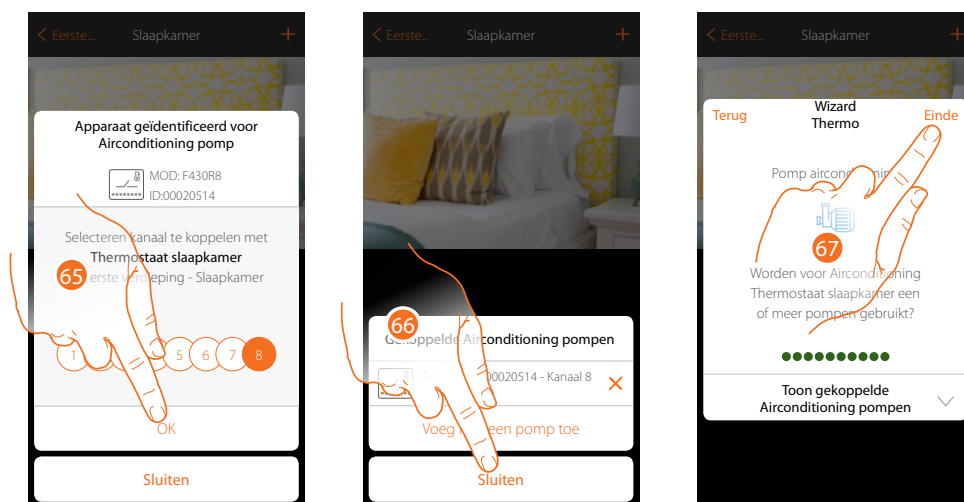 Eerste...
Slaapkamer
+
Apparaat geïdentificeerd voor
Airconditioning pomp
MOD: F430R8
ID:00020514
Selecteren kanaal te koppelen met
Thermostaat slaapkamer
erste verdieping - Slaapkamer
65
1
5
6
7
8
OK
Sluiten
Eerste...
Slaapkamer
+
66
Gekoppelde Airconditioning pompen
00020514 - Kanaal 8
Voeg een pomp toe
Sluiten
Eerste...
Slaapkamer
+
Terug
Wizard
Thermo
Einde
Pomp airconditioning
67
Worden voor Airconditioning
Thermostaat slaapkamer een
of meer pompen gebruikt?
Toon gekoppelde
Airconditioning pompen